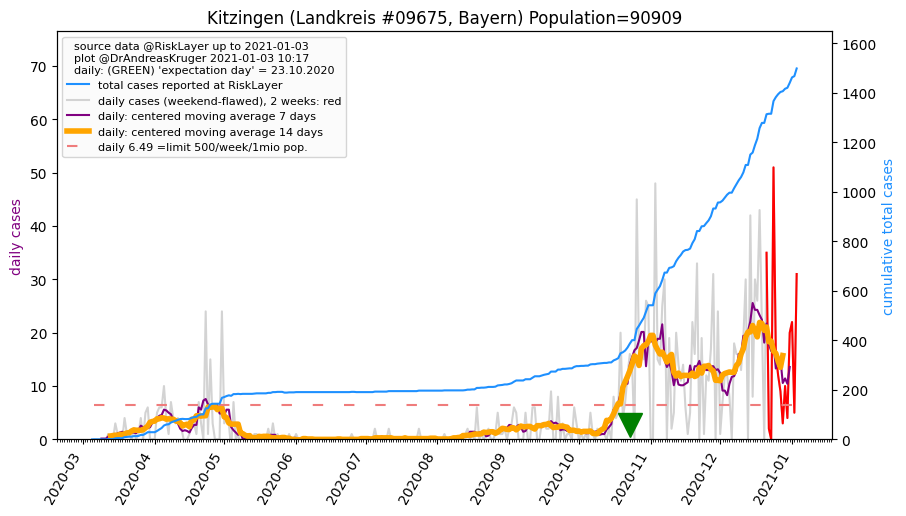 Kitzingen (Landkreis #09675, Bayern) Population=90909
source data @RiskLayer up to 2021-01-03
plot @DrAndreasKruger 2021-01-03 10:17
daily: (GREEN) 'expectation day' = 23.10.2020
total cases reported at RiskLayer
daily cases (weekend-flawed), 2 weeks: red
daily: centered moving average 7 days
daily: centered moving average 14 days
daily 6.49 =limit 500/week/1mio pop.
daily cases
70
60
50
40
30
20
10
0
cumulative total cases
1600
1400
1200
1000
800
600
400
200
0
2020-03
2020-04
2020-05
2020-06
2020-07
2020-08
2020-09
2020-10
2020-11
2020-12
2021-01